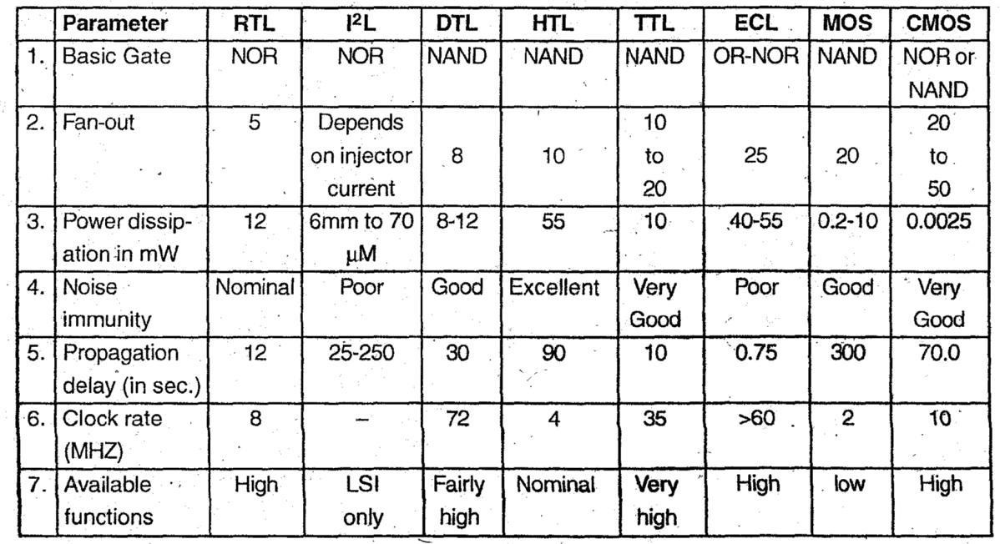 Parameter RTL I²L DTL HTL TTL ECL MOS CMOS
1. Basic Gate NOR NOR NAND NAND NAND OR-NOR NAND NOR or
NAND
2. Fan-out 5 Depends 10 20
on injector 8 10 to 25 20 to
current 20 50
3. Power dissip- 12 6mm to 70 8-12 55 10 40-55 0.2-10 0.0025
ation in mW μM
4. Noise Nominal Poor Good Excellent Very Poor Good Very
immunity Good Good
5. Propagation 12 25-250 30 90 10 0.75 300 70.0
delay (in sec.)
6. Clock rate 8 – 72 4 35 >60 2 10
(MHZ)
7. Available High LSI Fairly Nominal Very High low High
functions only high high